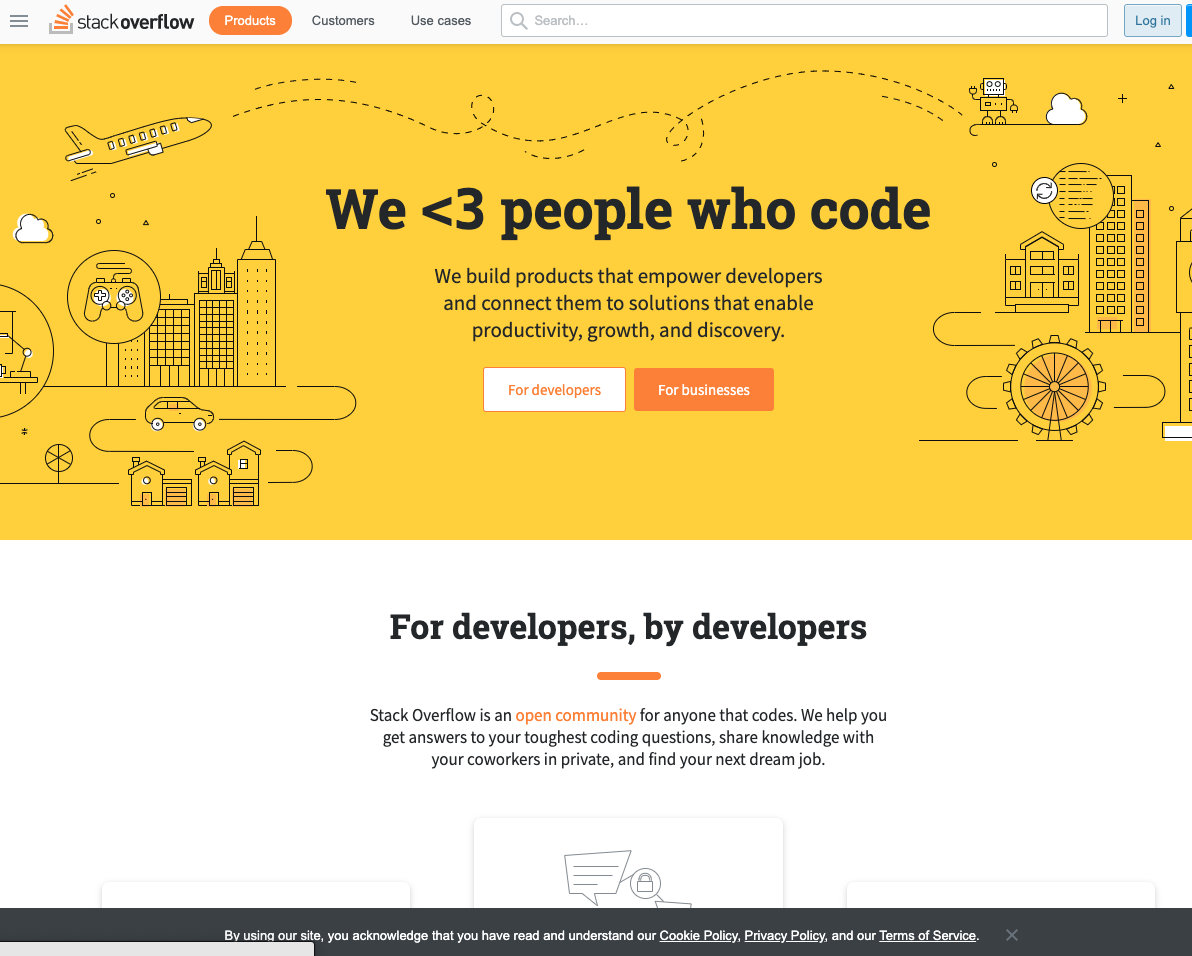 stackoverflow Products Customers Use cases Search... Log in
We <3 people who code
We build products that empower developers
and connect them to solutions that enable
productivity, growth, and discovery.
For developers For businesses
For developers, by developers
Stack Overflow is an open community for anyone that codes. We help you
get answers to your toughest coding questions, share knowledge with
your coworkers in private, and find your next dream job.
By using our site, you acknowledge that you have read and understand our Cookie Policy, Privacy Policy, and our Terms of Service.